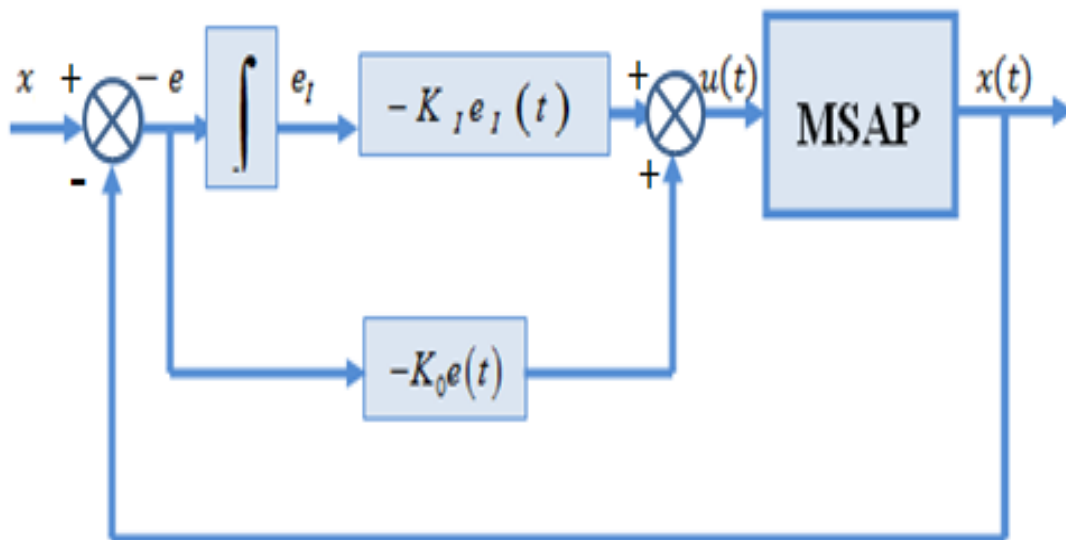 x + − e e_I + u(t) x(t)
∫ −K_I e_I (t) MSAP
- +
−K_0 e(t)